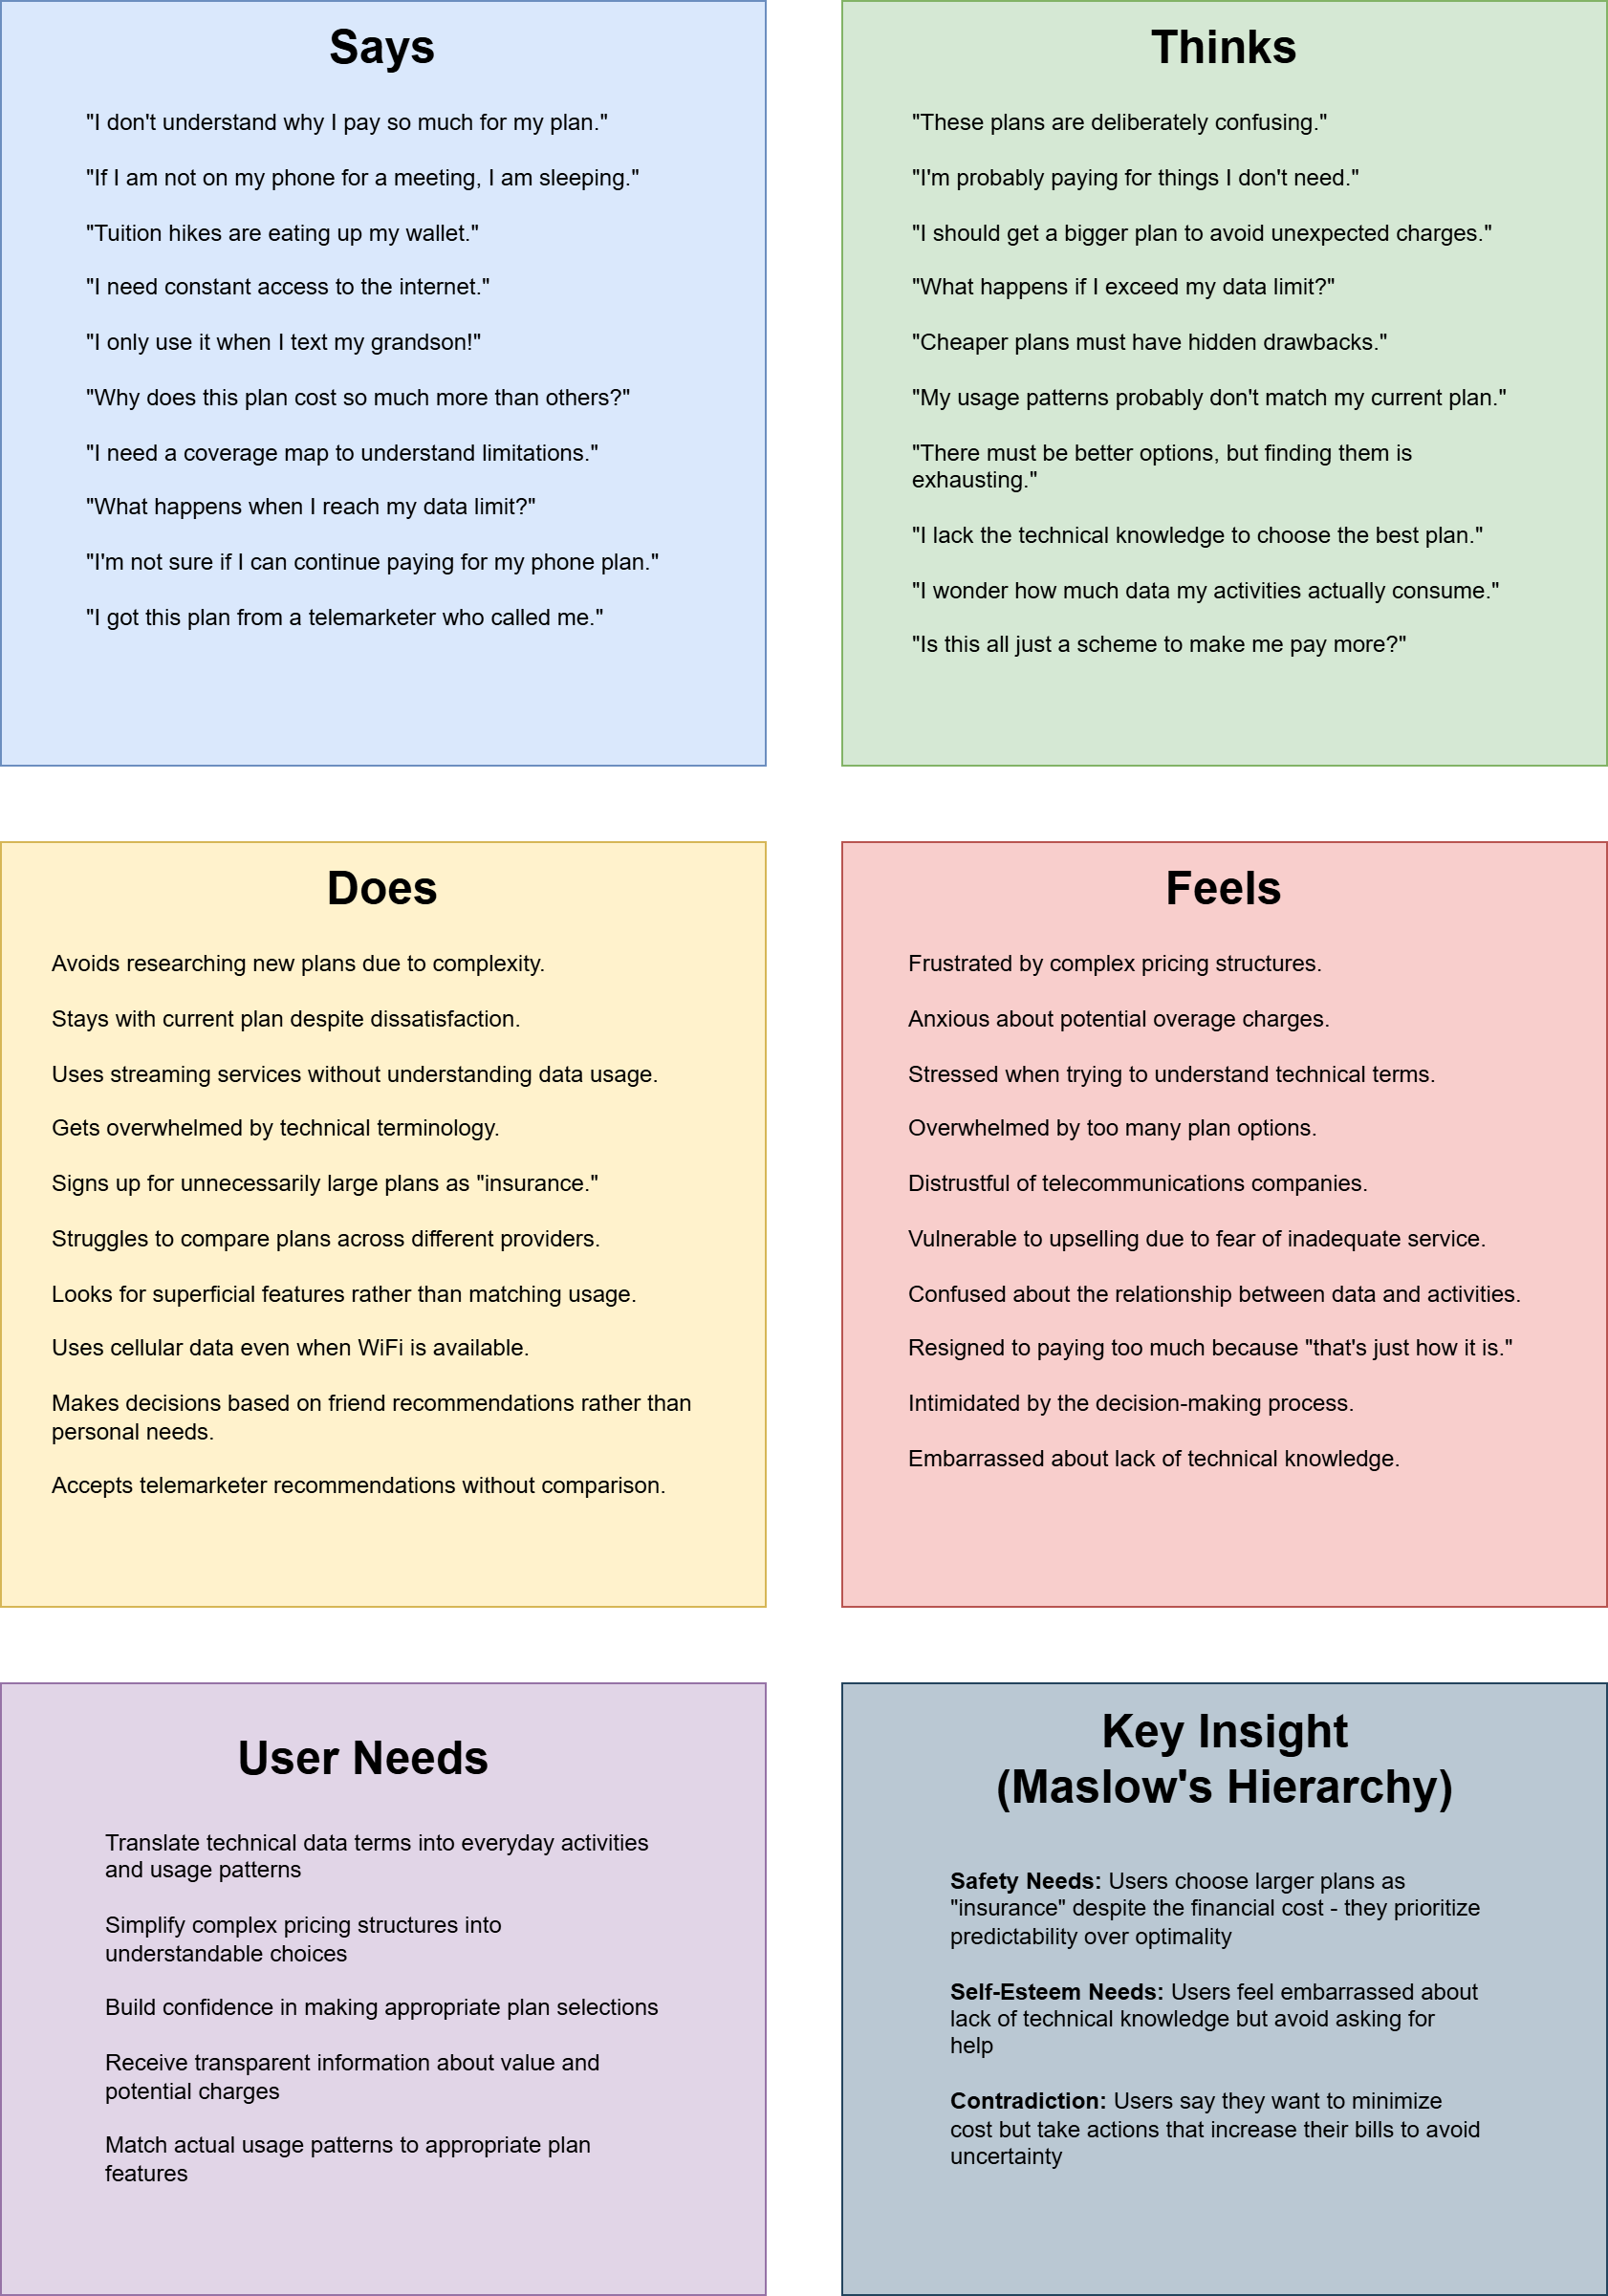 Says
"I don't understand why I pay so much for my plan."
"If I am not on my phone for a meeting, I am sleeping."
"Tuition hikes are eating up my wallet."
"I need constant access to the internet."
"I only use it when I text my grandson!"
"Why does this plan cost so much more than others?"
"I need a coverage map to understand limitations."
"What happens when I reach my data limit?"
"I'm not sure if I can continue paying for my phone plan."
"I got this plan from a telemarketer who called me."
Thinks
"These plans are deliberately confusing."
"I'm probably paying for things I don't need."
"I should get a bigger plan to avoid unexpected charges."
"What happens if I exceed my data limit?"
"Cheaper plans must have hidden drawbacks."
"My usage patterns probably don't match my current plan."
"There must be better options, but finding them is
exhausting."
"I lack the technical knowledge to choose the best plan."
"I wonder how much data my activities actually consume."
"Is this all just a scheme to make me pay more?"
Does
Avoids researching new plans due to complexity.
Stays with current plan despite dissatisfaction.
Uses streaming services without understanding data usage.
Gets overwhelmed by technical terminology.
Signs up for unnecessarily large plans as "insurance."
Struggles to compare plans across different providers.
Looks for superficial features rather than matching usage.
Uses cellular data even when WiFi is available.
Makes decisions based on friend recommendations rather than
personal needs.
Accepts telemarketer recommendations without comparison.
Feels
Frustrated by complex pricing structures.
Anxious about potential overage charges.
Stressed when trying to understand technical terms.
Overwhelmed by too many plan options.
Distrustful of telecommunications companies.
Vulnerable to upselling due to fear of inadequate service.
Confused about the relationship between data and activities.
Resigned to paying too much because "that's just how it is."
Intimidated by the decision-making process.
Embarrassed about lack of technical knowledge.
User Needs
Translate technical data terms into everyday activities
and usage patterns
Simplify complex pricing structures into
understandable choices
Build confidence in making appropriate plan selections
Receive transparent information about value and
potential charges
Match actual usage patterns to appropriate plan
features
Key Insight
(Maslow's Hierarchy)
Safety Needs: Users choose larger plans as
"insurance" despite the financial cost - they prioritize
predictability over optimality
Self-Esteem Needs: Users feel embarrassed about
lack of technical knowledge but avoid asking for
help
Contradiction: Users say they want to minimize
cost but take actions that increase their bills to avoid
uncertainty